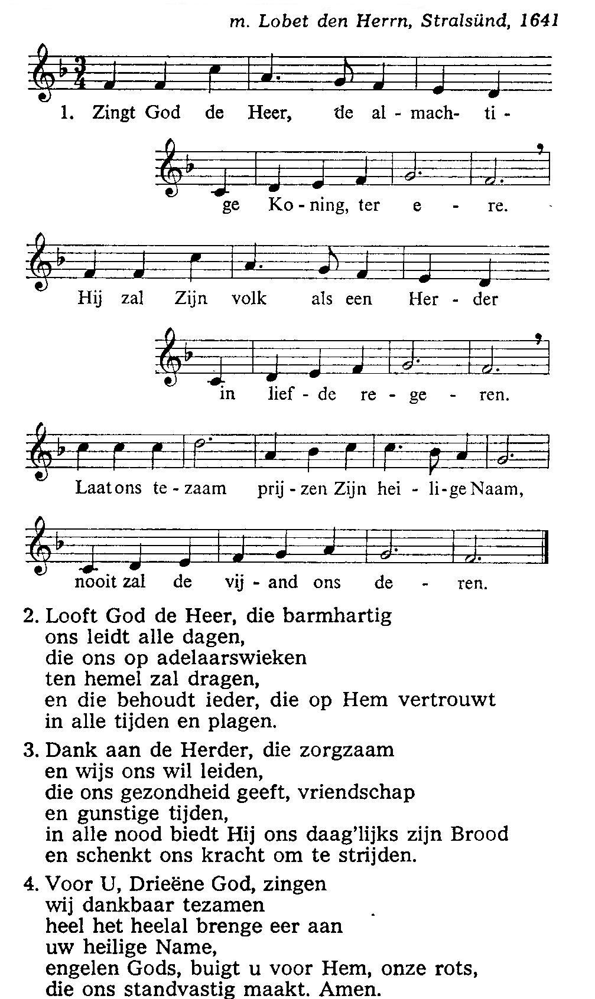 m. Lobet den Herrn, Stralsünd, 1641
3
4
1. Zingt God de Heer, de al - mach- ti -
ge Ko - ning, ter e - re.
Hij zal Zijn volk als een Her - der
in lief - de re - ge - ren.
Laat ons te - zaam prij - zen Zijn hei - li - ge Naam,
nooit zal de vij - and ons de - ren.
2. Looft God de Heer, die barmhartig
ons leidt alle dagen,
die ons op adelaarswieken
ten hemel zal dragen,
en die behoudt ieder, die op Hem vertrouwt
in alle tijden en plagen.
3. Dank aan de Herder, die zorgzaam
en wijs ons wil leiden,
die ons gezondheid geeft, vriendschap
en gunstige tijden,
in alle nood biedt Hij ons daag'lijks zijn Brood
en schenkt ons kracht om te strijden.
4. Voor U, Drieëne God, zingen
wij dankbaar tezamen
heel het heelal brenge eer aan
uw heilige Name,
engelen Gods, buigt u voor Hem, onze rots,
die ons standvastig maakt. Amen.